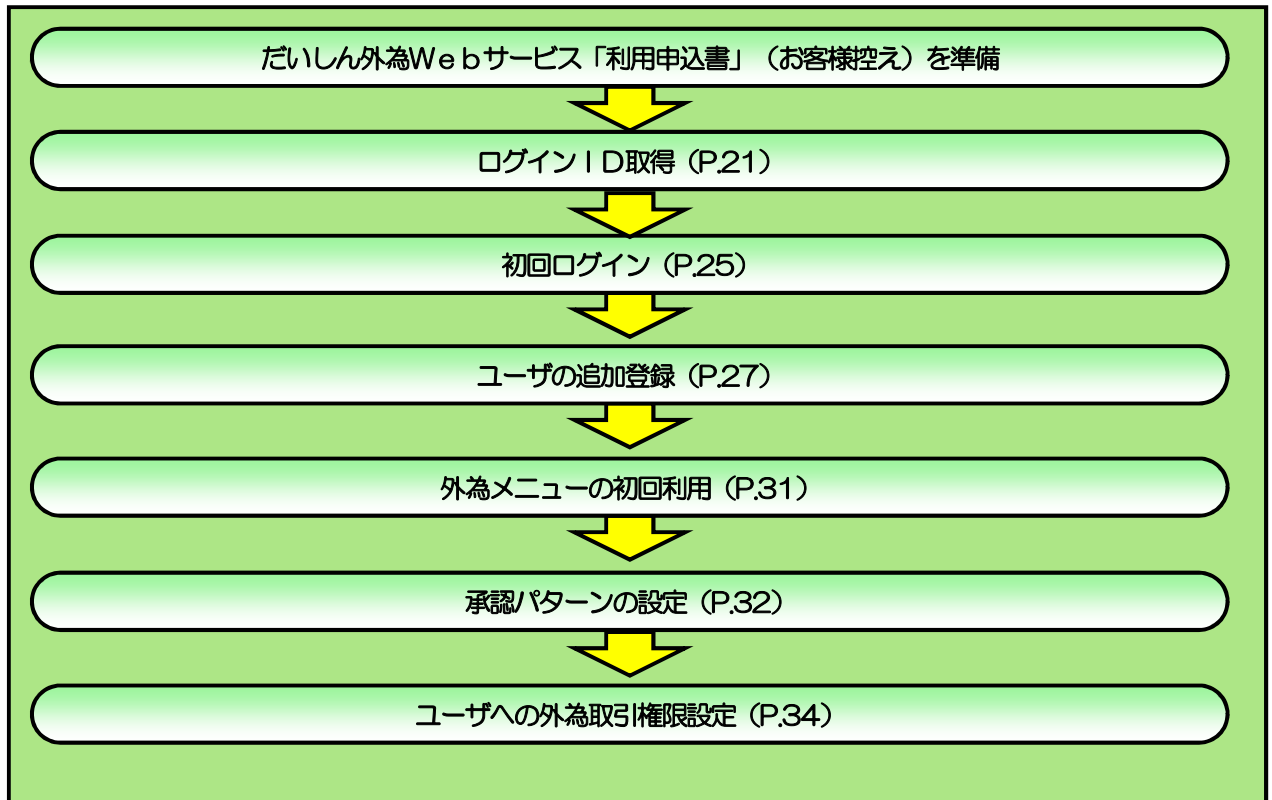 だいしん外為Ｗｅｂサービス「利用申込書」（お客様控え）を準備
ログインＩＤ取得（P.21）
初回ログイン（P.25）
ユーザの追加登録（P.27）
外為メニューの初回利用（P.31）
承認パターンの設定（P.32）
ユーザへの外為取引権限設定（P.34）